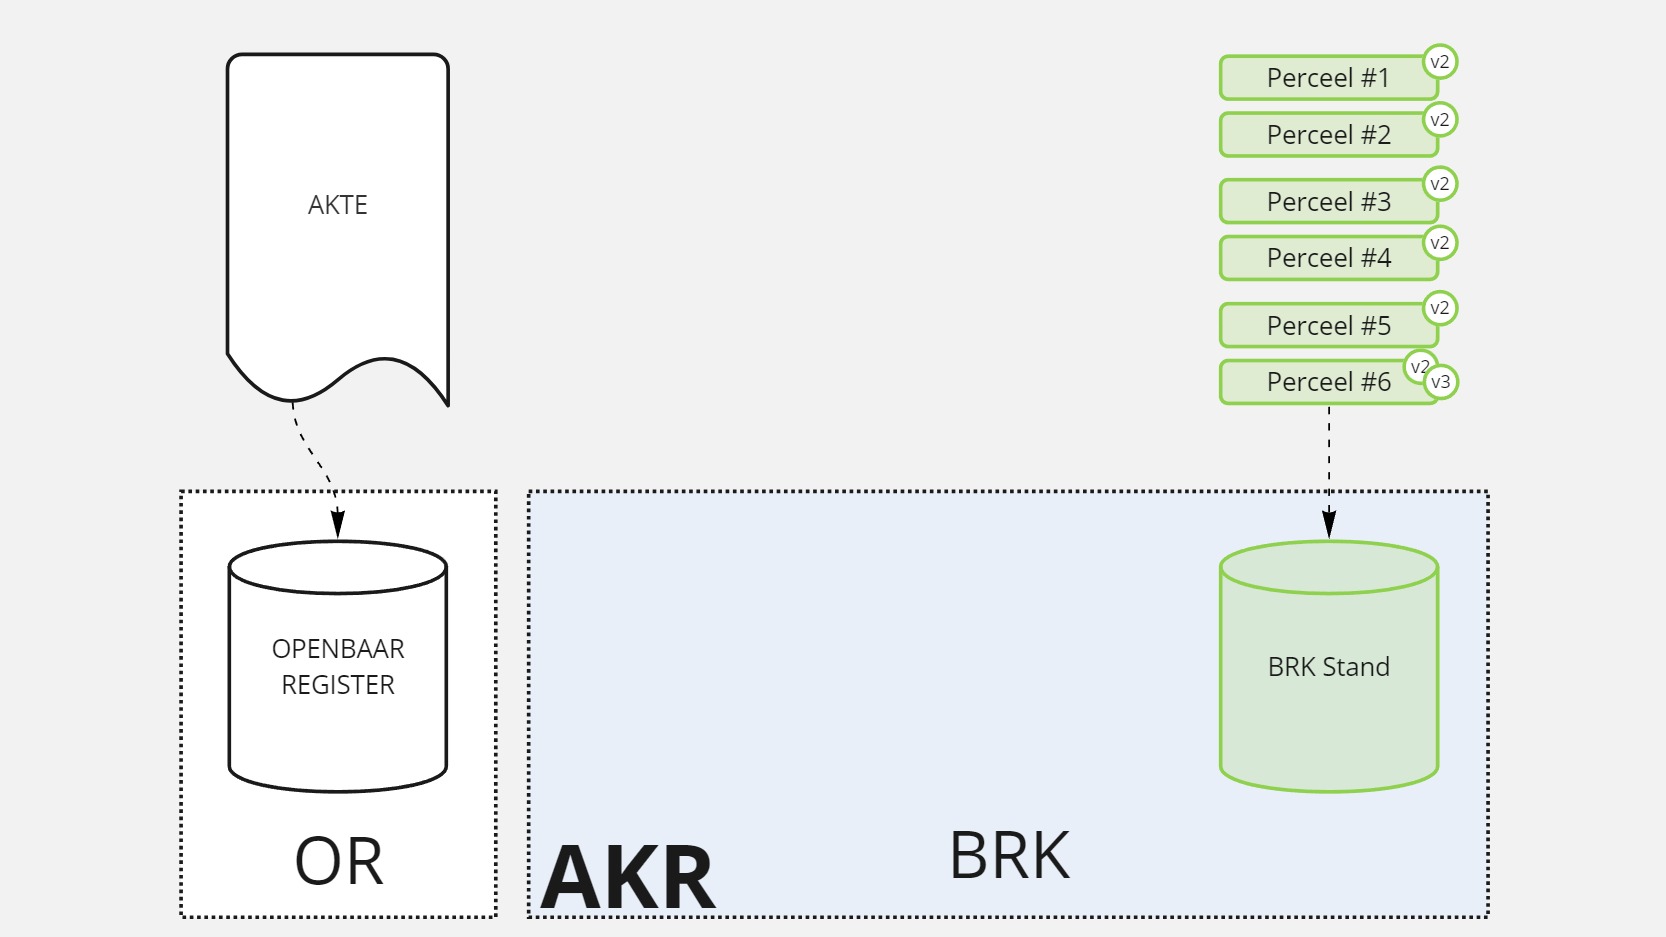 AKTE
Perceel #1
v2
Perceel #2
v2
Perceel #3
v2
Perceel #4
v2
Perceel #5
v2
Perceel #6
v2
v3
OPENBAAR
REGISTER
BRK Stand
OR
AKR
BRK